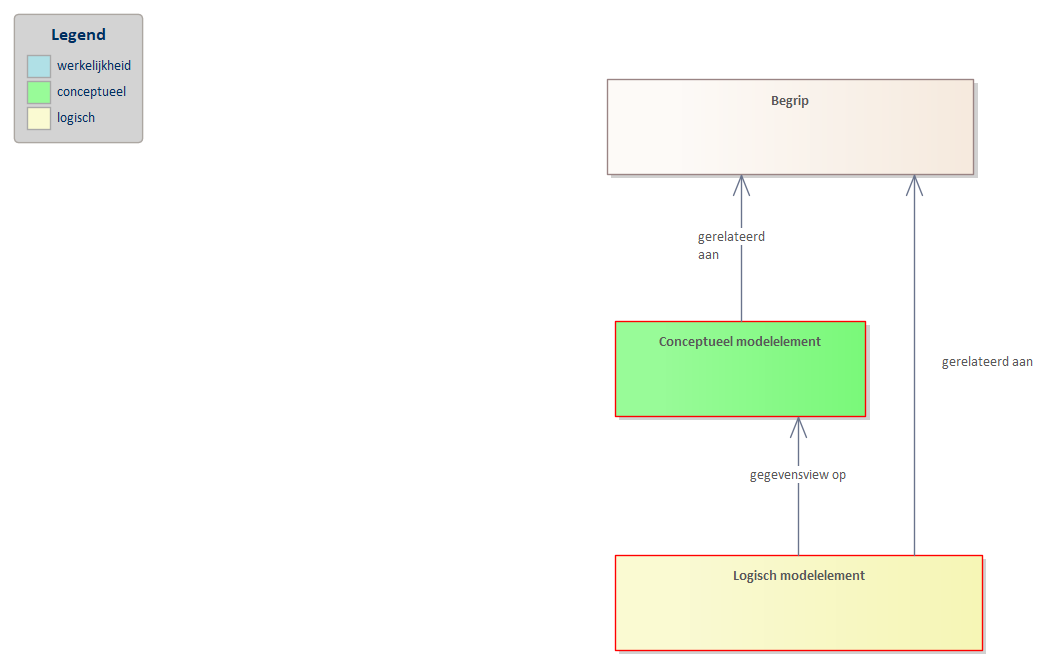 Legend
werkelijkheid
conceptueel
logisch
Begrip
gerelateerd
aan
Conceptueel modelelement
gerelateerd aan
gegevensview op
Logisch modelelement